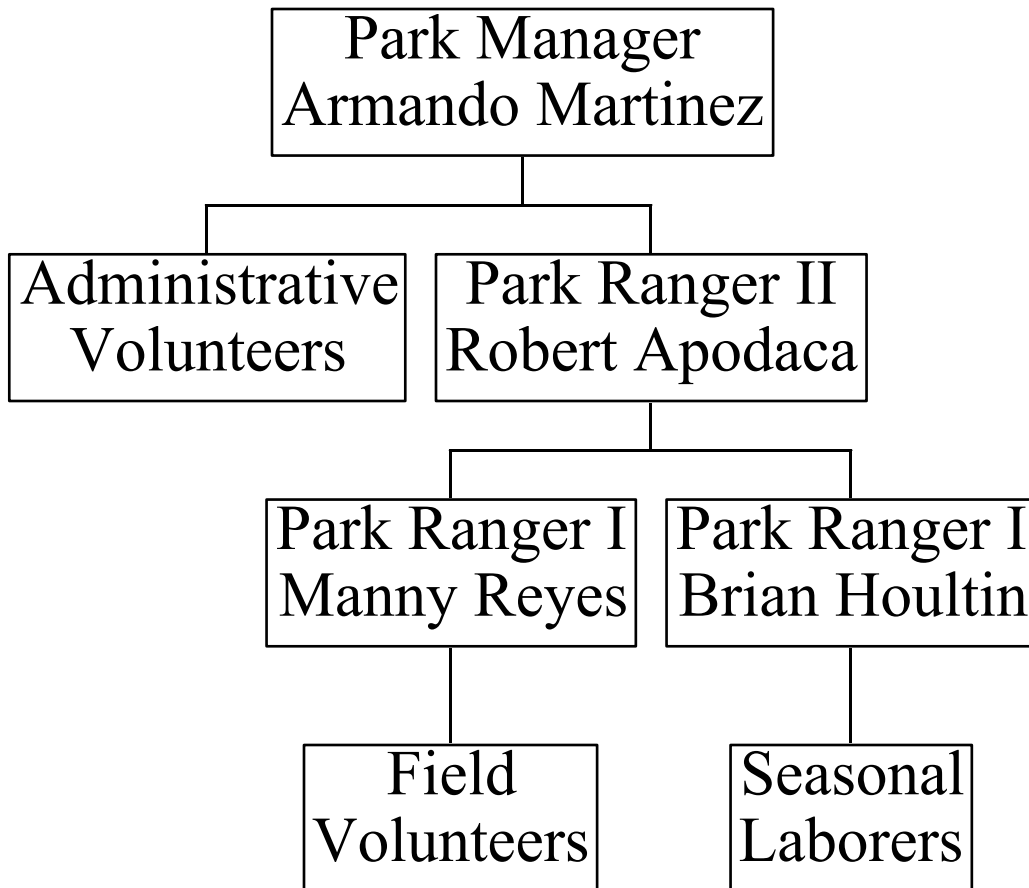 Park Manager
Armando Martinez
Administrative
Volunteers
Park Ranger II
Robert Apodaca
Park Ranger I
Manny Reyes
Park Ranger I
Brian Houltin
Field
Volunteers
Seasonal
Laborers